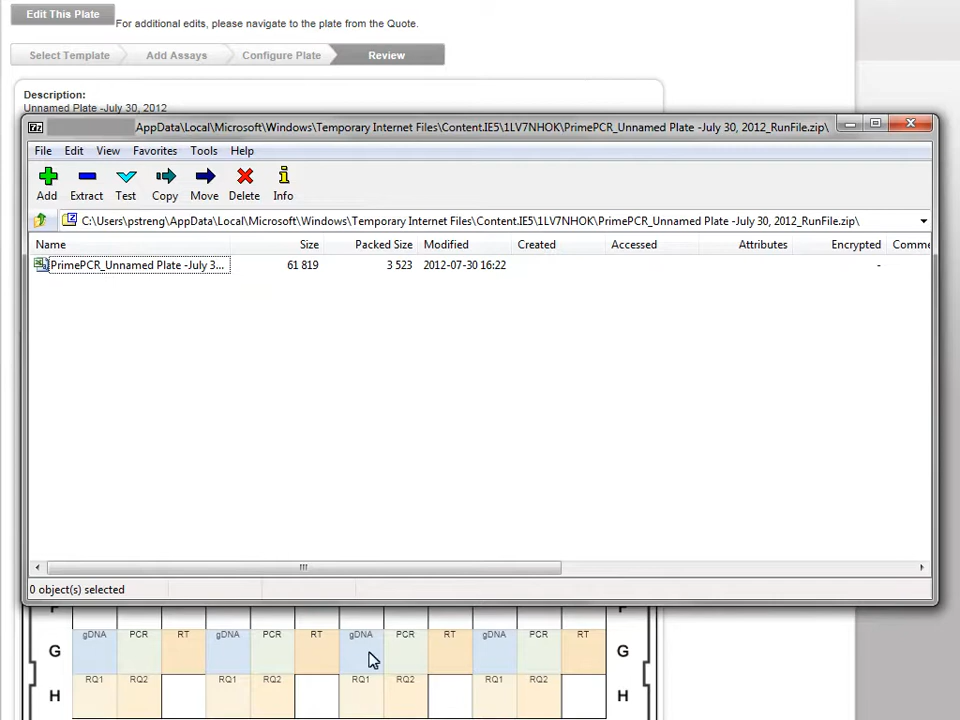 Edit This Plate
For additional edits, please navigate to the plate from the Quote.
Select Template Add Assays Configure Plate Review
Description:
Unnamed Plate -July 30, 2012
7z AppData\Local\Microsoft\Windows\Temporary Internet Files\Content.IE5\1LV7NHOK\PrimePCR_Unnamed Plate -July 30, 2012_RunFile.zip\
File Edit View Favorites Tools Help
Add Extract Test Copy Move Delete Info
C:\Users\pstreng\AppData\Local\Microsoft\Windows\Temporary Internet Files\Content.IE5\1LV7NHOK\PrimePCR_Unnamed Plate -July 30, 2012_RunFile.zip\
Name Size Packed Size Modified Created Accessed Attributes Encrypted Comme
PrimePCR_Unnamed Plate -July 3... 61 819 3 523 2012-07-30 16:22 -
0 object(s) selected
gDNA PCR RT gDNA PCR RT gDNA PCR RT gDNA PCR RT
G G
RQ1 RQ2 RQ1 RQ2 RQ1 RQ2 RQ1 RQ2
H H